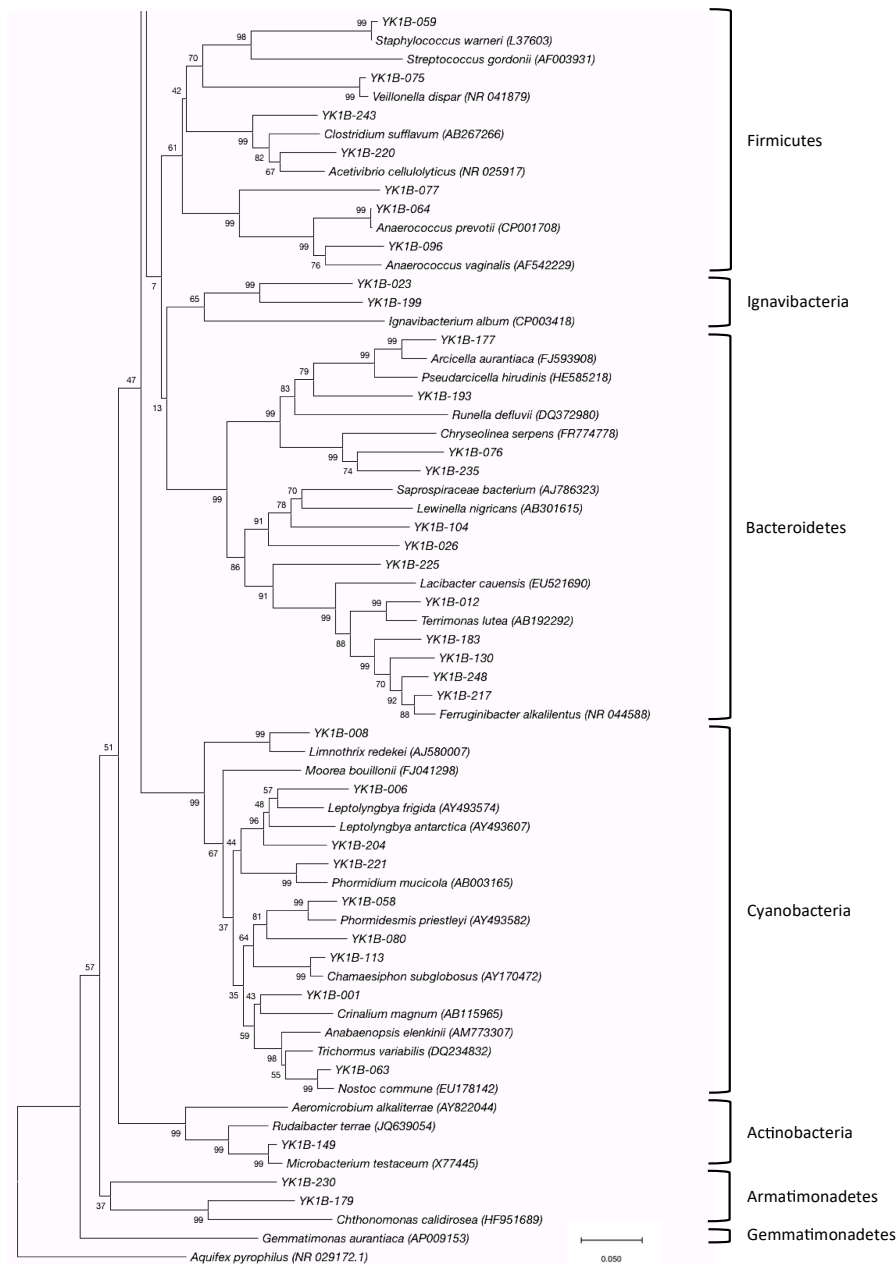 99 YK1B-059
98 Staphylococcus warneri (L37603)
70 Streptococcus gordonii (AF003931)
YK1B-075
42 99 Veillonella dispar (NR 041879)
YK1B-243
Firmicutes
99 Clostridium sufflavum (AB267266)
61 82 YK1B-220
67 Acetivibrio cellulolyticus (NR 025917)
YK1B-077
99 99 YK1B-064
Anaerococcus prevotii (CP001708)
99 YK1B-096
76 Anaerococcus vaginalis (AF542229)
7 99 YK1B-023
65 YK1B-199
Ignavibacteria
Ignavibacterium album (CP003418)
99 YK1B-177
99 Arcicella aurantiaca (FJ593908)
79 Pseudarcicella hirudinis (HE585218)
47 83 YK1B-193
13 99 Runella defluvii (DQ372980)
Chryseolinea serpens (FR774778)
99 YK1B-076
74 YK1B-235
99 70 Saprospiraceae bacterium (AJ786323)
78 Lewinella nigricans (AB301615)
91 YK1B-104
Bacteroidetes
YK1B-026
86 YK1B-225
91 Lacibacter cauensis (EU521690)
99 99 YK1B-012
Terrimonas lutea (AB192292)
88 YK1B-183
99 YK1B-130
70 YK1B-248
92 YK1B-217
88 Ferruginibacter alkalilentus (NR 044588)
99 YK1B-008
51 Limnothrix redekei (AJ580007)
Moorea bouillonii (FJ041298)
99 57 YK1B-006
48 Leptolyngbya frigida (AY493574)
96 Leptolyngbya antarctica (AY493607)
67 44 YK1B-204
YK1B-221
99 Phormidium mucicola (AB003165)
99 YK1B-058
Cyanobacteria
37 81 Phormidesmis priestleyi (AY493582)
64 YK1B-080
YK1B-113
57 99 Chamaesiphon subglobosus (AY170472)
35 43 YK1B-001
Crinalium magnum (AB115965)
59 Anabaenopsis elenkinii (AM773307)
98 Trichormus variabilis (DQ234832)
55 YK1B-063
99 Nostoc commune (EU178142)
Aeromicrobium alkaliterrae (AY822044)
99 Rudaibacter terrae (JQ639054)
Actinobacteria
99 YK1B-149
99 Microbacterium testaceum (X77445)
YK1B-230
37 YK1B-179
Armatimonadetes
99 Chthonomonas calidirosea (HF951689)
Gemmatimonas aurantiaca (AP009153)
Gemmatimonadetes
Aquifex pyrophilus (NR 029172.1)
0.050